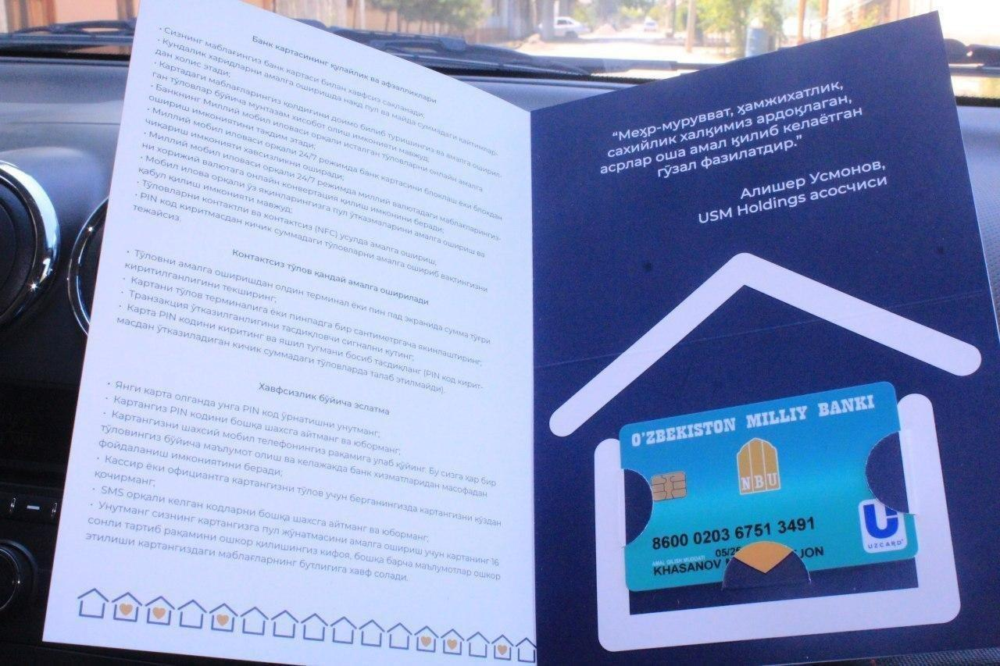 Банк картасининг қулайлик ва афзалликлари
• Сизнинг маблағингиз банк картаси билан хавфсиз сақланади;
• Кундалик харидларни амалга оширишда нақд пул ва майда суммадаги қайтимлар-
дан холис этади;
• Картадаги маблағларингиз қолдиғини доимо билиб туришингиз ва амалга оширил-
ган тўловлар бўйича мунтазам хисобот олиш имконияти мавжуд;
• Банкнинг Миллий мобил иловаси орқали исталган тўловларни онлайн амалга
ошириш имкониятини тақдим этади;
• Миллий мобил иловаси орқали 24/7 режимда банк картасини блоклаш ёки блокдан
чиқариш имконияти хавфсизликни оширади;
• Миллий мобил иловаси орқали 24/7 режимда миллий валютадаги маблағларингиз-
ни хорижий валютага онлайн конвертация қилиш имконини беради;
• Мобил илова орқали ўз яқинларингизга пул ўтказмаларини амалга ошириш ва
қабул қилиш имконияти мавжуд;
• Тўловларни контактли ва контактсиз (NFC) усулда амалга ошириш;
• PIN код киритмасдан кичик суммадаги тўловларни амалга ошириб вақтингизни
тежайсиз.
Контактсиз тўлов қандай амалга оширилади
• Тўловни амалга оширишдан олдин терминал ёки пин пад экранида сумма тўғри
киритилганлигини текширинг;
• Картани тўлов терминалига ёки пинпадга бир сантиметргача якинлаштиринг;
• Транзакция ўтказилганлигини тасдиқловчи сигнални кутинг;
• Карта PIN кодини киритинг ва яшил тугмани босиб тасдиқланг (PIN код кирит-
масдан ўтказиладиган кичик суммадаги тўловларда талаб этилмайди).
Хавфсизлик бўйича эслатма
• Янги карта олганда унга PIN код ўрнатишни унутманг;
• Картангиз PIN кодини бошқа шахсга айтманг ва юборманг;
• Картангизни шахсий мобил телефонингиз рақамига улаб қўйинг. Бу сизга ҳар бир
тўловингиз бўйича маълумот олиш ва келажакда банк хизматларидан масофадан
фойдаланиш имкониятини беради;
• Кассир ёки официантга картангизни тўлов учун берганингизда картангизни кўздан
қочирманг;
• SMS орқали келган кодларни бошқа шахсга айтманг ва юборманг;
• Унутманг сизнинг картангизга пул жўнатмасини амалга ошириш учун картанинг 16
сонли тартиб рақамини ошкор қилишингиз кифоя, бошқа барча маълумотлар ошкор
этилиши картангиздаги маблағларнинг бутлигига хавф солади.
“Меҳр-мурувват, ҳамжихатлик,
сахийлик халқимиз ардоқлаган,
асрлар оша амал қилиб келаётган
гўзал фазилатдир.”
Алишер Усмонов,
USM Holdings асосчиси
O'ZBEKISTON MILLIY BANKI
NBU
8600 0203 6751 3491
AMAL QILISH MUDDATI 05/25
KHASANOV JON
UZCARD